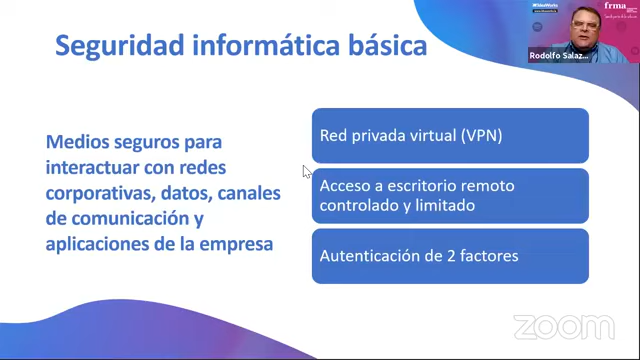 Seguridad informática básica
frma
Rodolfo Salaz...
Medios seguros para
interactuar con redes
corporativas, datos, canales
de comunicación y
aplicaciones de la empresa
Red privada virtual (VPN)
Acceso a escritorio remoto
controlado y limitado
Autenticación de 2 factores
zoom